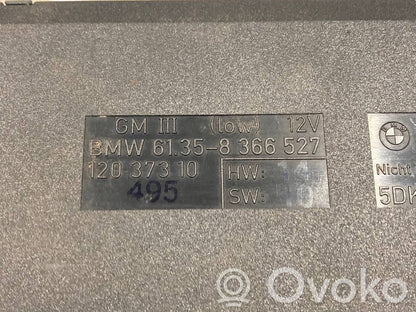 GM III (low) 12V
BMW 61.35-8 366 527
120 373 10 HW:
495 SW:
Nicht
5DK
Ovoko